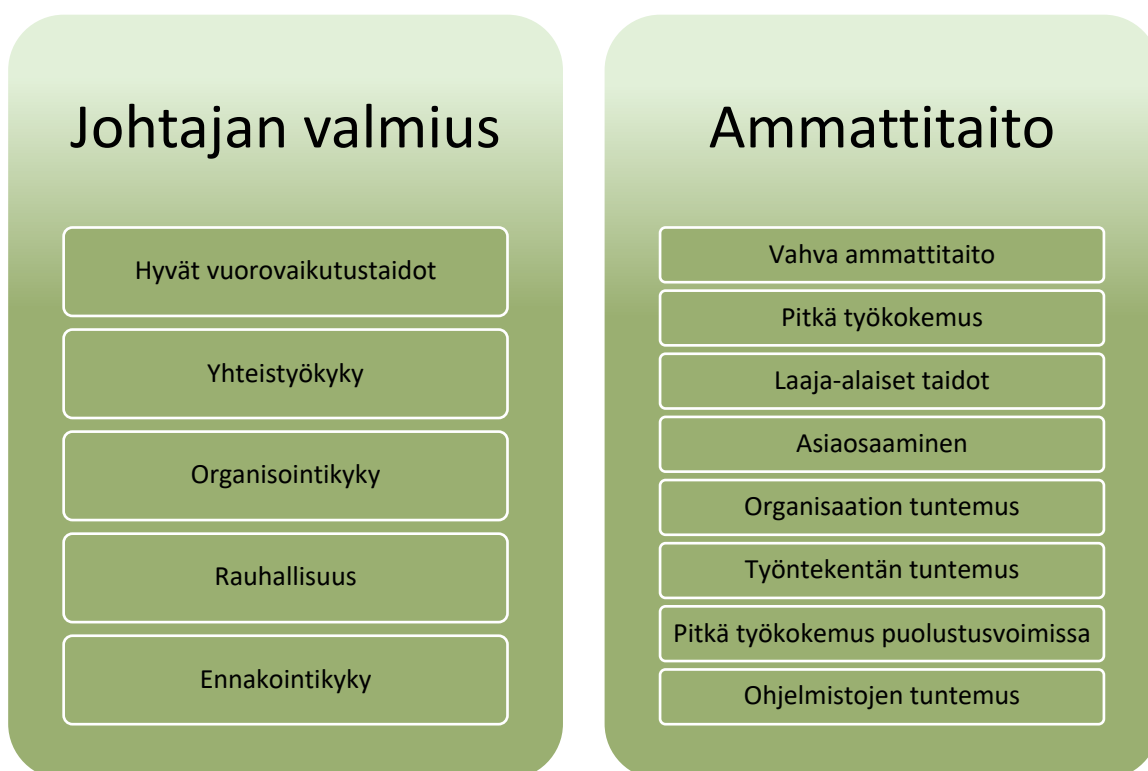 Johtajan valmius
Hyvät vuorovaikutustaidot
Yhteistyökyky
Organisointikyky
Rauhallisuus
Ennakointikyky
Ammattitaito
Vahva ammattitaito
Pitkä työkokemus
Laaja-alaiset taidot
Asiaosaaminen
Organisaation tuntemus
Työntekentän tuntemus
Pitkä työkokemus puolustusvoimissa
Ohjelmistojen tuntemus